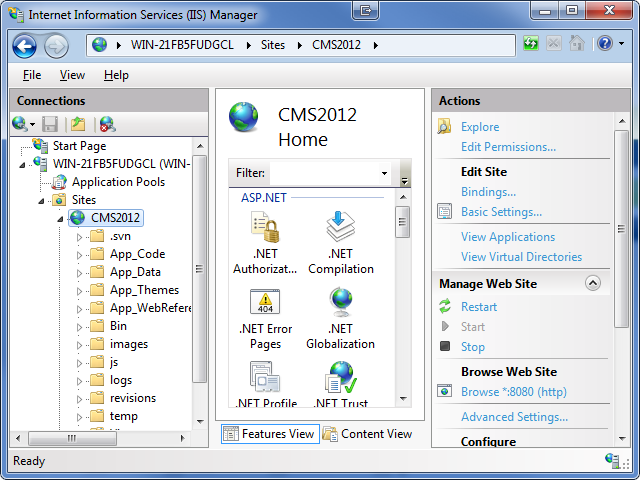 Internet Information Services (IIS) Manager
WIN-21FB5FUDGCL
Sites
CMS2012
File
View
Help
Connections
Start Page
WIN-21FB5FUDGCL (WIN-
Application Pools
Sites
CMS2012
.svn
App_Code
App_Data
App_Themes
App_WebRefere
Bin
images
js
logs
revisions
temp
CMS2012
Home
Filter:
ASP.NET
.NET
Authorizat...
.NET
Compilation
404
.NET Error
Pages
.NET
Globalization
.NET Profile
.NET Trust
Features View
Content View
Actions
Explore
Edit Permissions...
Edit Site
Bindings...
Basic Settings...
View Applications
View Virtual Directories
Manage Web Site
Restart
Start
Stop
Browse Web Site
Browse *:8080 (http)
Advanced Settings...
Configure
Ready